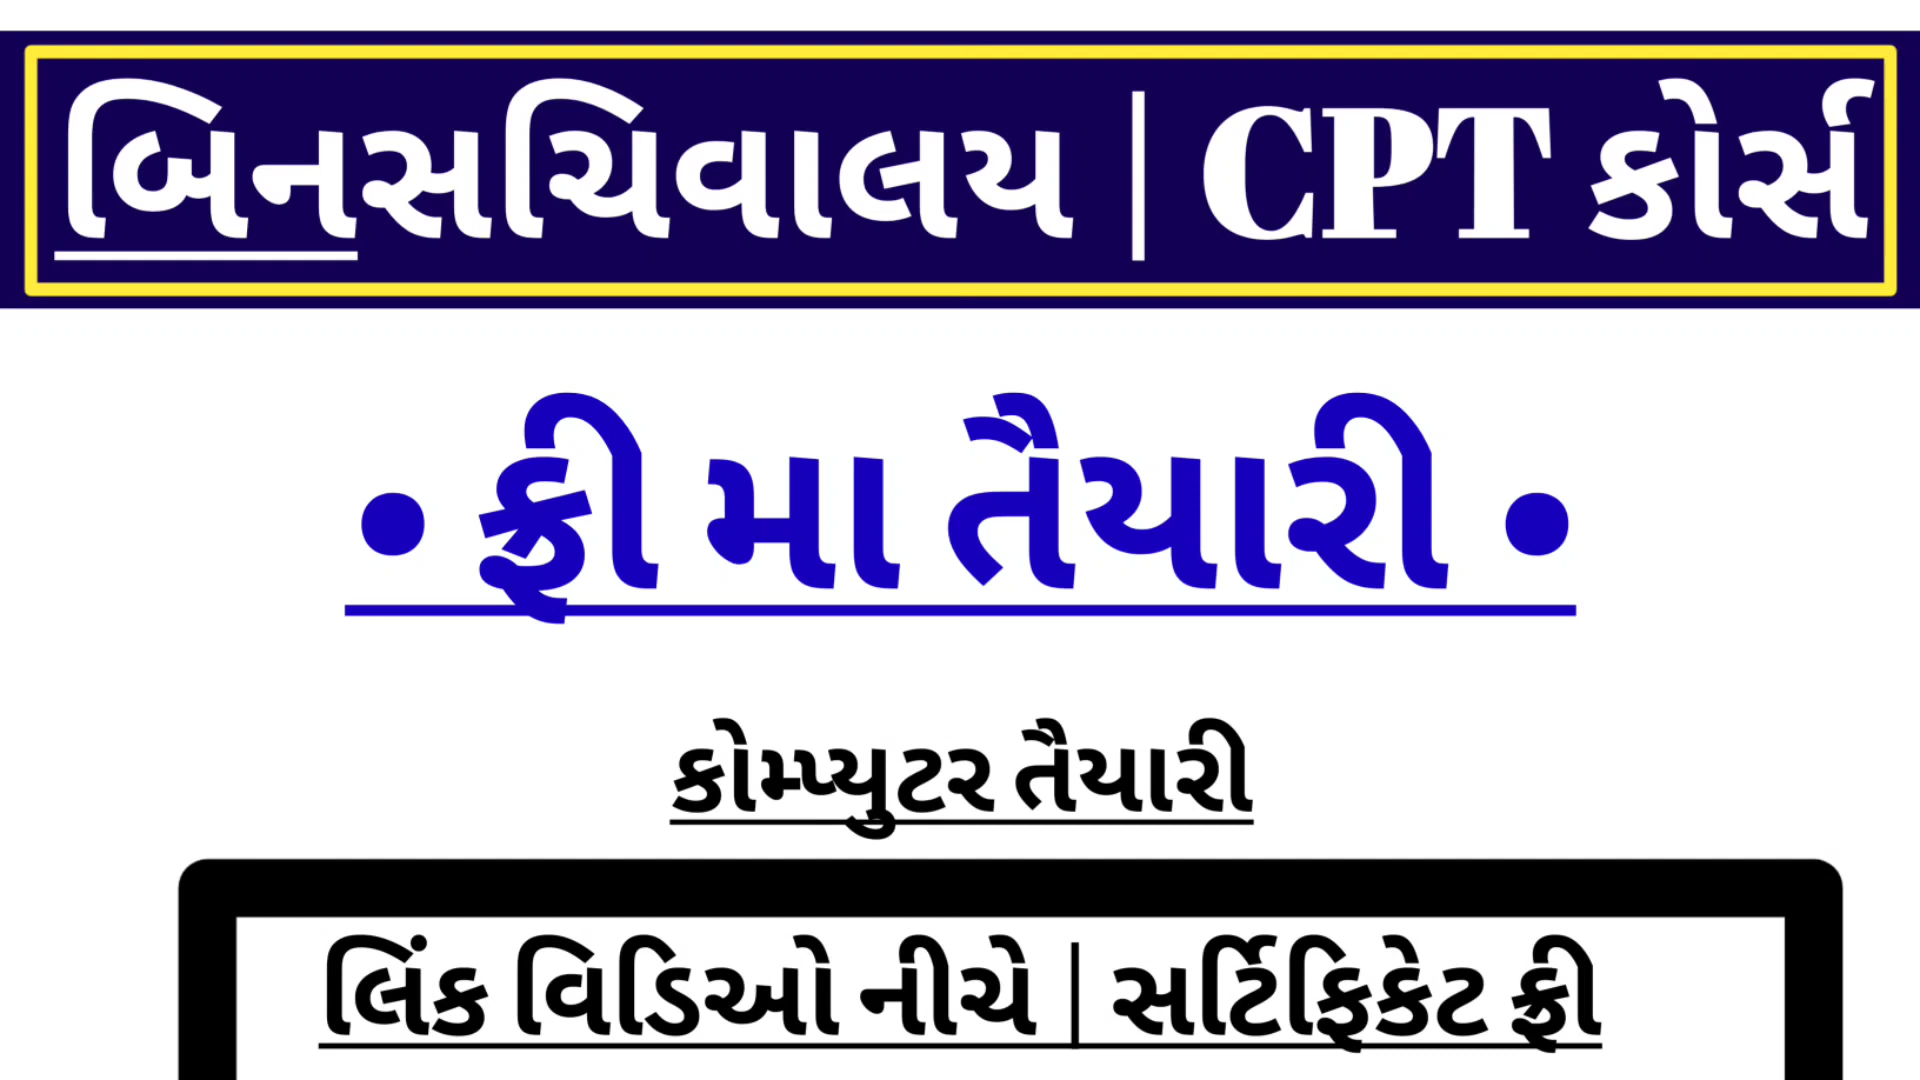 બિનસચિવાલય | CPT કોર્સ
• ફ્રી મા તૈયારી •
કોમ્પ્યુટર તૈયારી
લિંક વિડિઓ નીચે | સર્ટિફિકેટ ફ્રી